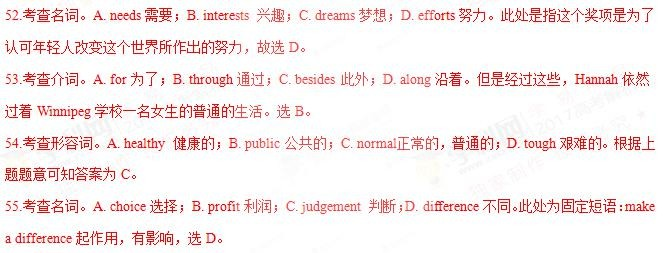 52.考查名词。A. needs 需要；B. interests 兴趣；C. dreams 梦想；D. efforts 努力。此处是指这个奖项是为了
认可年轻人改变这个世界所作出的努力，故选 D。
53.考查介词。A. for 为了；B. through 通过；C. besides 此外；D. along 沿着。但是经过这些，Hannah 依然
过着 Winnipeg 学校一名女生的普通的生活。选 B。
54.考查形容词。A. healthy 健康的；B. public 公共的；C. normal正常的，普通的；D. tough 艰难的。根据上
题题意可知答案为 C。
55.考查名词。A. choice 选择；B. profit 利润；C. judgement 判断；D. difference 不同。此处为固定短语：make
a difference 起作用，有影响，选 D。